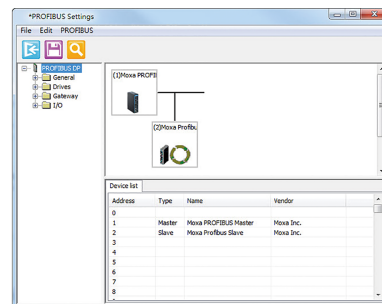 *PROFIBUS Settings
File Edit PROFIBUS
PROFIBUS DP
General
Drives
Gateway
I/O
(1)Moxa PROFI
(2)Moxa Profibu
Device list
Address Type Name Vendor
0
1 Master Moxa PROFIBUS Master Moxa Inc.
2 Slave Moxa Profibus Slave Moxa Inc.
3
4
5
6
7
8